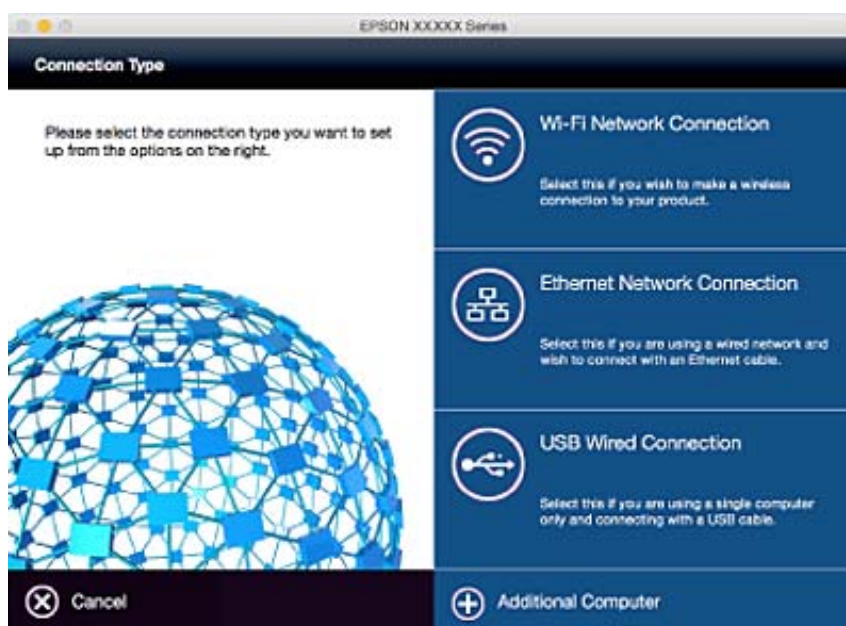 EPSON XXXXX Series
Connection Type
Please select the connection type you want to set
up from the options on the right.
Wi-Fi Network Connection
Select this if you wish to make a wireless
connection to your product.
Ethernet Network Connection
Select this if you are using a wired network and
wish to connect with an Ethernet cable.
USB Wired Connection
Select this if you are using a single computer
only and connecting with a USB cable.
Cancel
Additional Computer